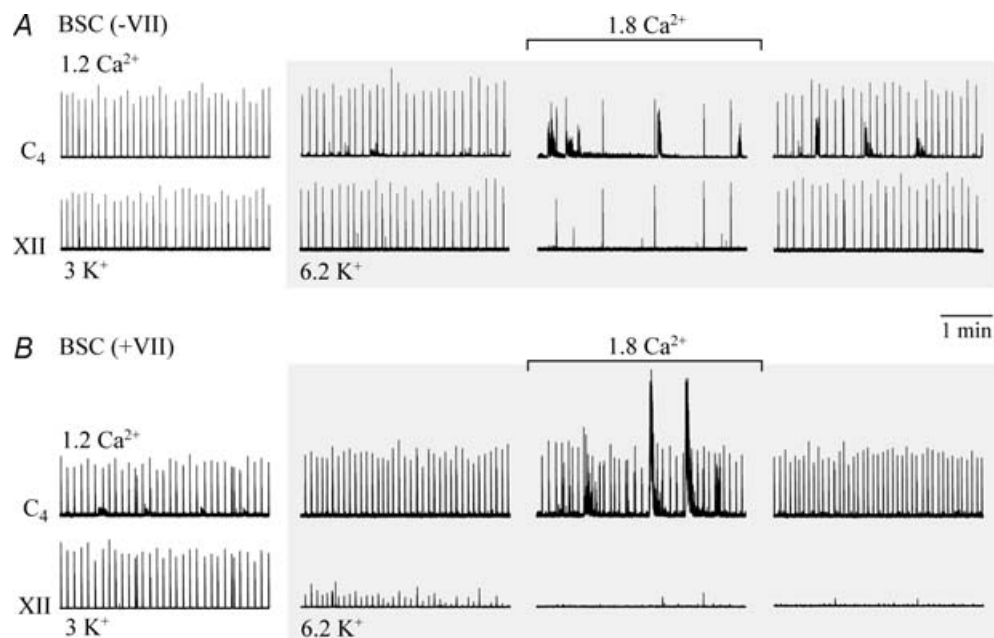 A BSC (-VII)
1.8 Ca²⁺
1.2 Ca²⁺
C₄
XII
3 K⁺
6.2 K⁺
1 min
B BSC (+VII)
1.8 Ca²⁺
1.2 Ca²⁺
C₄
XII
3 K⁺
6.2 K⁺